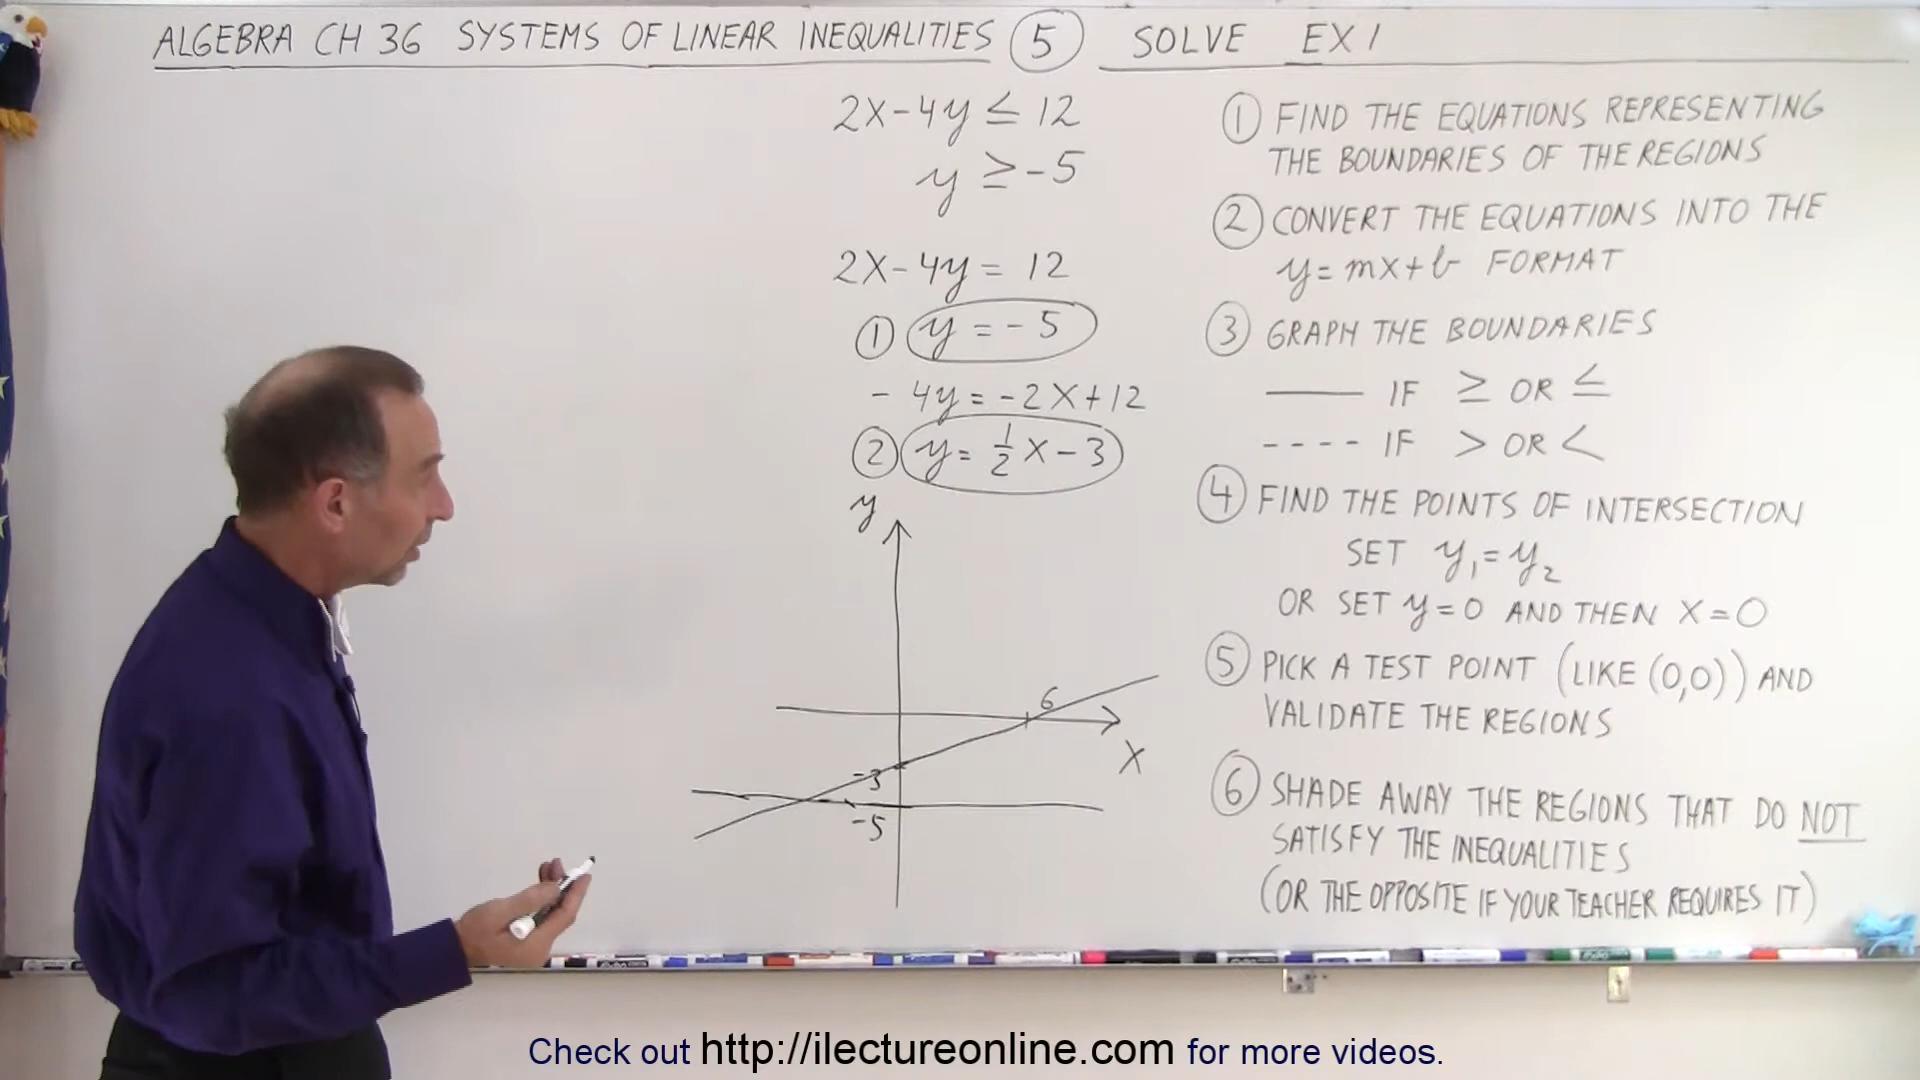 ALGEBRA CH 36 SYSTEMS OF LINEAR INEQUALITIES 5 SOLVE EX 1
2X-4y ≤ 12
y ≥ -5
2X-4y = 12
1 y = -5
-4y = -2X+12
2 y = 1/2 X - 3
y
6
X
-3
-5
1 FIND THE EQUATIONS REPRESENTING
THE BOUNDARIES OF THE REGIONS
2 CONVERT THE EQUATIONS INTO THE
y = mx+b FORMAT
3 GRAPH THE BOUNDARIES
—— IF ≥ OR ≤
---- IF > OR <
4 FIND THE POINTS OF INTERSECTION
SET y₁ = y₂
OR SET y = 0 AND THEN X = 0
5 PICK A TEST POINT (LIKE (0,0)) AND
VALIDATE THE REGIONS
6 SHADE AWAY THE REGIONS THAT DO NOT
SATISFY THE INEQUALITIES
(OR THE OPPOSITE IF YOUR TEACHER REQUIRES IT)
Check out http://ilectureonline.com for more videos.